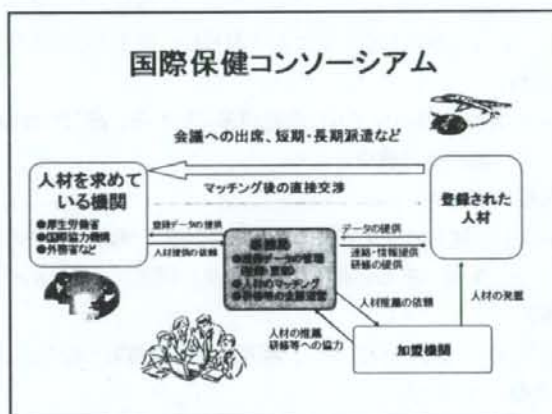 国際保健コンソーシアム
会議への出席、短期・長期派遣など
マッチング後の直接交渉
人材を求めて
いる機関
●厚生労働省
●国際協力機構
●外務省など
登録された
人材
登録データの提供
人材提供の依頼
事務局
●人材のマッチング
データの提供
連絡・情報提供
研修の提供
人材推薦の依頼
人材の発掘
人材の推薦
研修等への協力
加盟機関